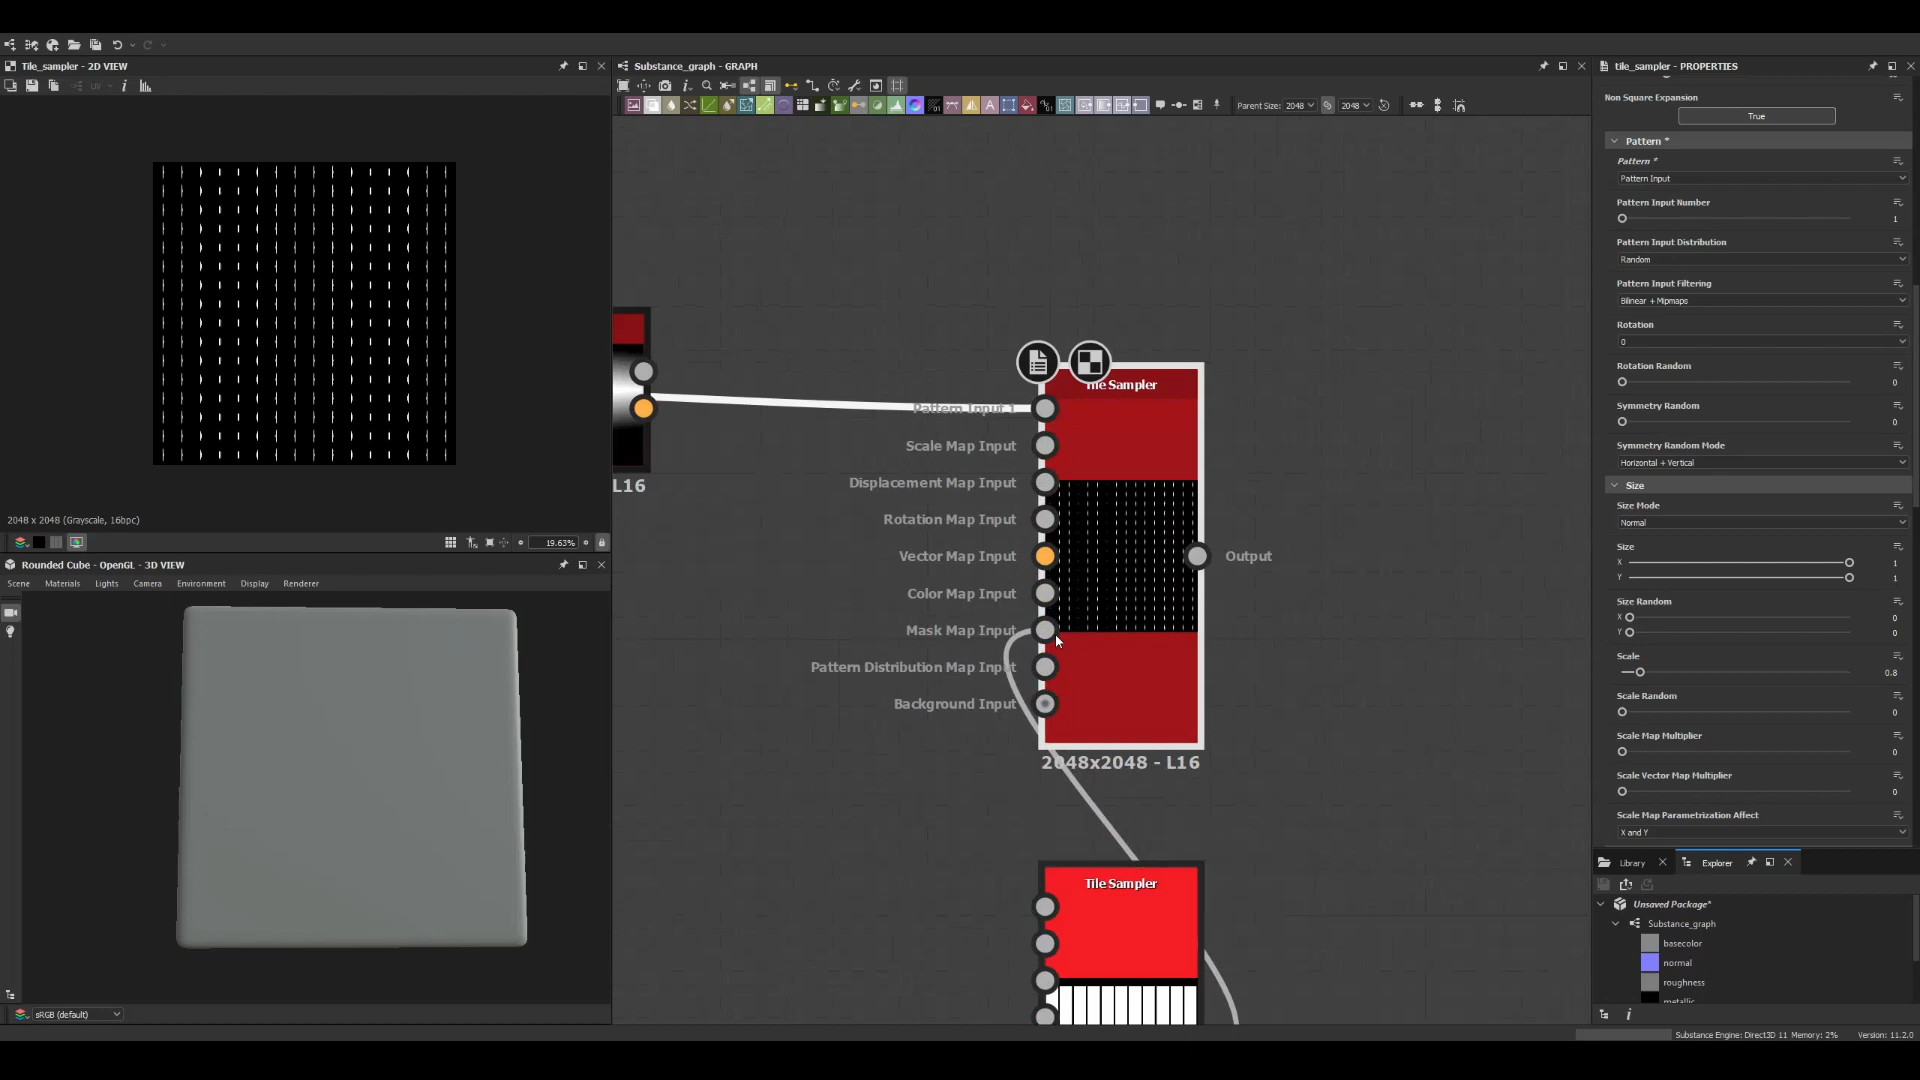 Tile_sampler - 2D VIEW
UV
2048 x 2048 (Grayscale, 16bpc)
19.63%
Rounded Cube - OpenGL - 3D VIEW
Scene Materials Lights Camera Environment Display Renderer
sRGB (default)
Substance_graph - GRAPH
Parent Size: 2048 2048
L16
Tile Sampler
Pattern Input 1
Scale Map Input
Displacement Map Input
Rotation Map Input
Vector Map Input
Color Map Input
Mask Map Input
Pattern Distribution Map Input
Background Input
Output
2048x2048 - L16
Tile Sampler
tile_sampler - PROPERTIES
Non Square Expansion
True
Pattern *
Pattern *
Pattern Input
Pattern Input Number
1
Pattern Input Distribution
Random
Pattern Input Filtering
Bilinear + Mipmaps
Rotation
0
Rotation Random
0
Symmetry Random
0
Symmetry Random Mode
Horizontal + Vertical
Size
Size Mode
Normal
Size
X 1
Y 1
Size Random
X 0
Y 0
Scale
0.8
Scale Random
0
Scale Map Multiplier
0
Scale Vector Map Multiplier
0
Scale Map Parametrization Affect
X and Y
Library Explorer
Unsaved Package*
Substance_graph
basecolor
normal
roughness
metallic
Substance Engine: Direct3D 11 Memory: 2% Version: 11.2.0